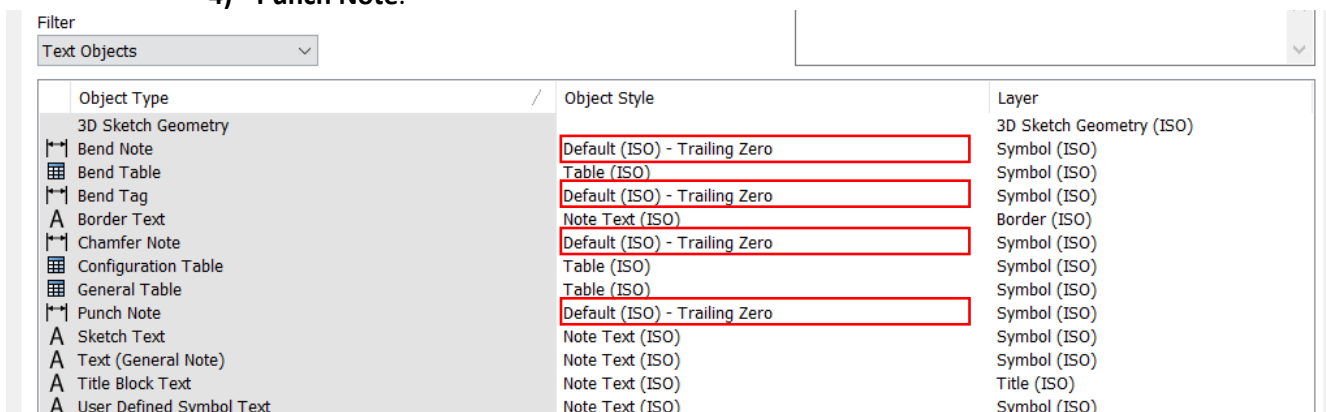 4) Punch Note.
Filter
Text Objects
Object Type / Object Style Layer
3D Sketch Geometry 3D Sketch Geometry (ISO)
Bend Note Default (ISO) - Trailing Zero Symbol (ISO)
Bend Table Table (ISO) Symbol (ISO)
Bend Tag Default (ISO) - Trailing Zero Symbol (ISO)
A Border Text Note Text (ISO) Border (ISO)
Chamfer Note Default (ISO) - Trailing Zero Symbol (ISO)
Configuration Table Table (ISO) Symbol (ISO)
General Table Table (ISO) Symbol (ISO)
Punch Note Default (ISO) - Trailing Zero Symbol (ISO)
A Sketch Text Note Text (ISO) Symbol (ISO)
A Text (General Note) Note Text (ISO) Symbol (ISO)
A Title Block Text Note Text (ISO) Title (ISO)
A User Defined Symbol Text Note Text (ISO) Symbol (ISO)